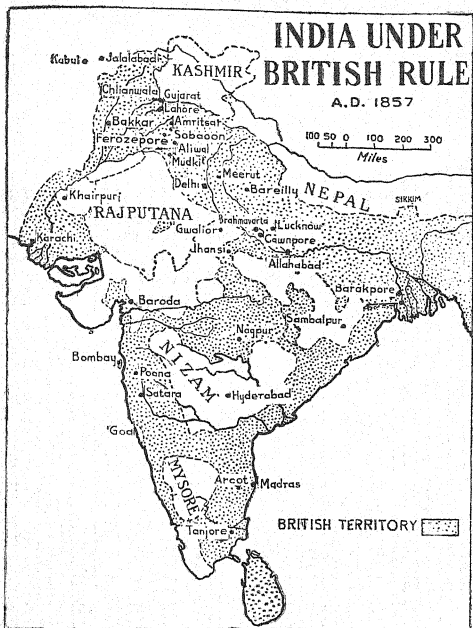 INDIA UNDER
BRITISH RULE
A.D. 1857
100 50 0 100 200 300
Miles
Kabul
Jalalabad
KASHMIR
Chlianwala
Gujarat
Lahore
Bakkar
Amritsar
Ferozepore
Sobaoon
Aliwal
Mudki
Meerut
Delhi
Bareilly
NEPAL
SIKKIM
Khairpuri
RAJPUTANA
Brahmavarta
Lucknow
Gwalior
Cawnpore
Karachi
Jhansi
Allahabad
Barakpore
Baroda
Sambalpur
Nagpur
Bombay
NIZAM
Poona
Satara
Hyderabad
Goa
MYSORE
Arcot
Madras
BRITISH TERRITORY
Tanjore